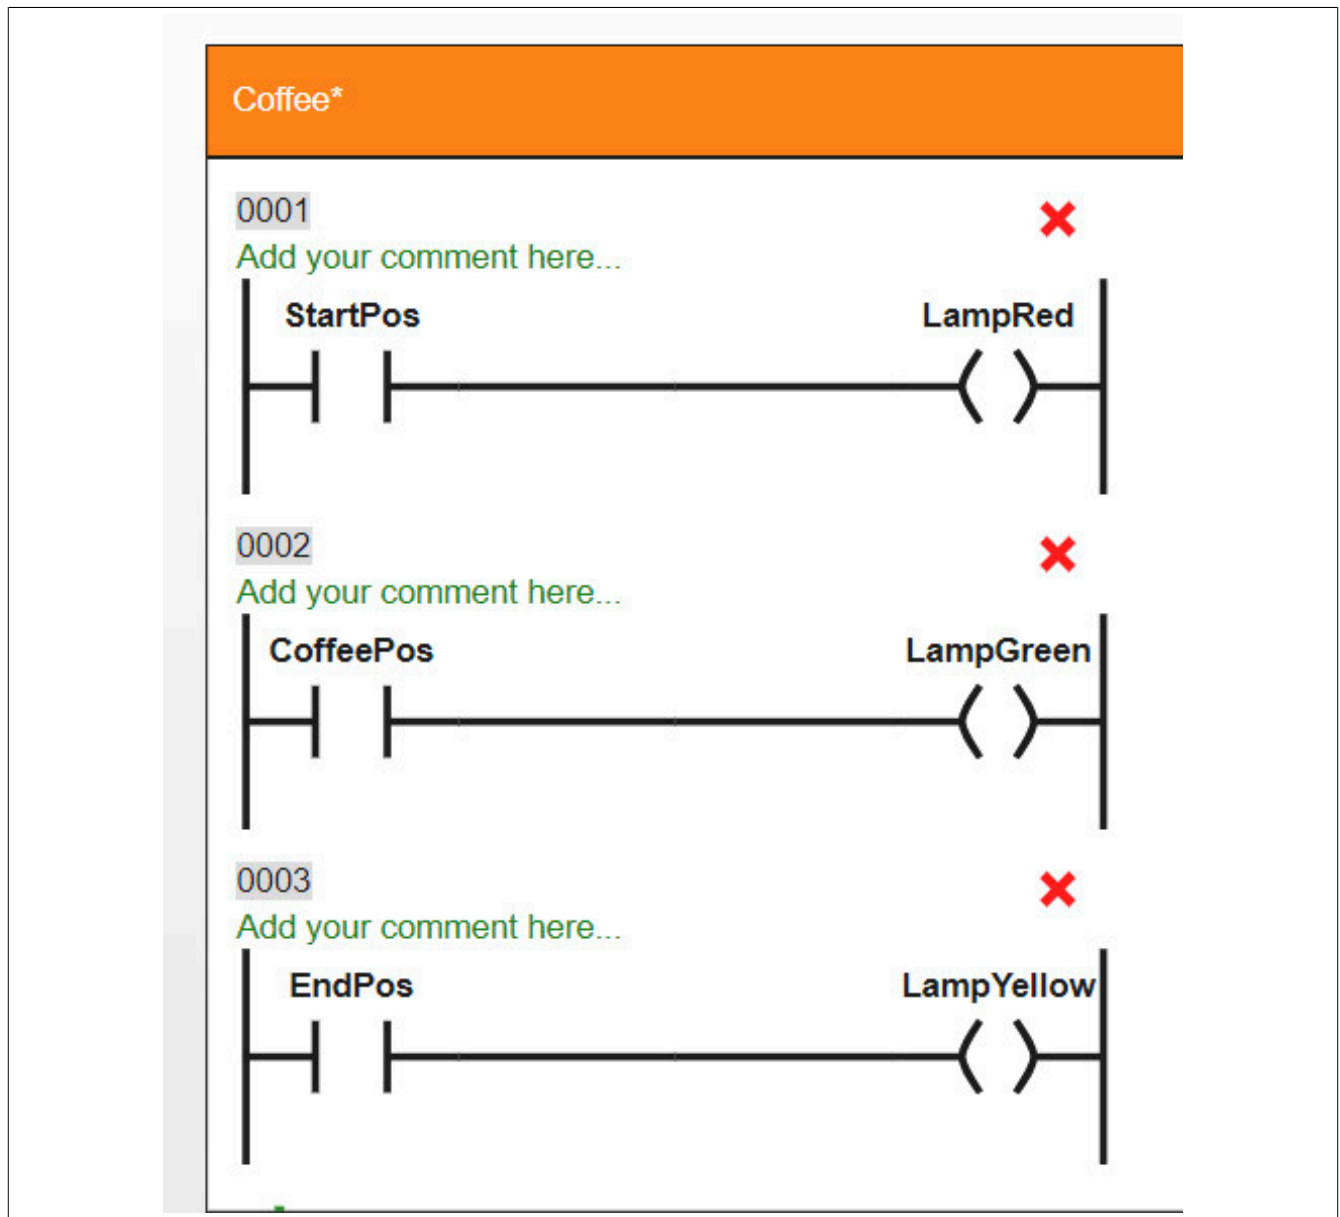 Coffee*
0001
Add your comment here...
StartPos LampRed
0002
Add your comment here...
CoffeePos LampGreen
0003
Add your comment here...
EndPos LampYellow